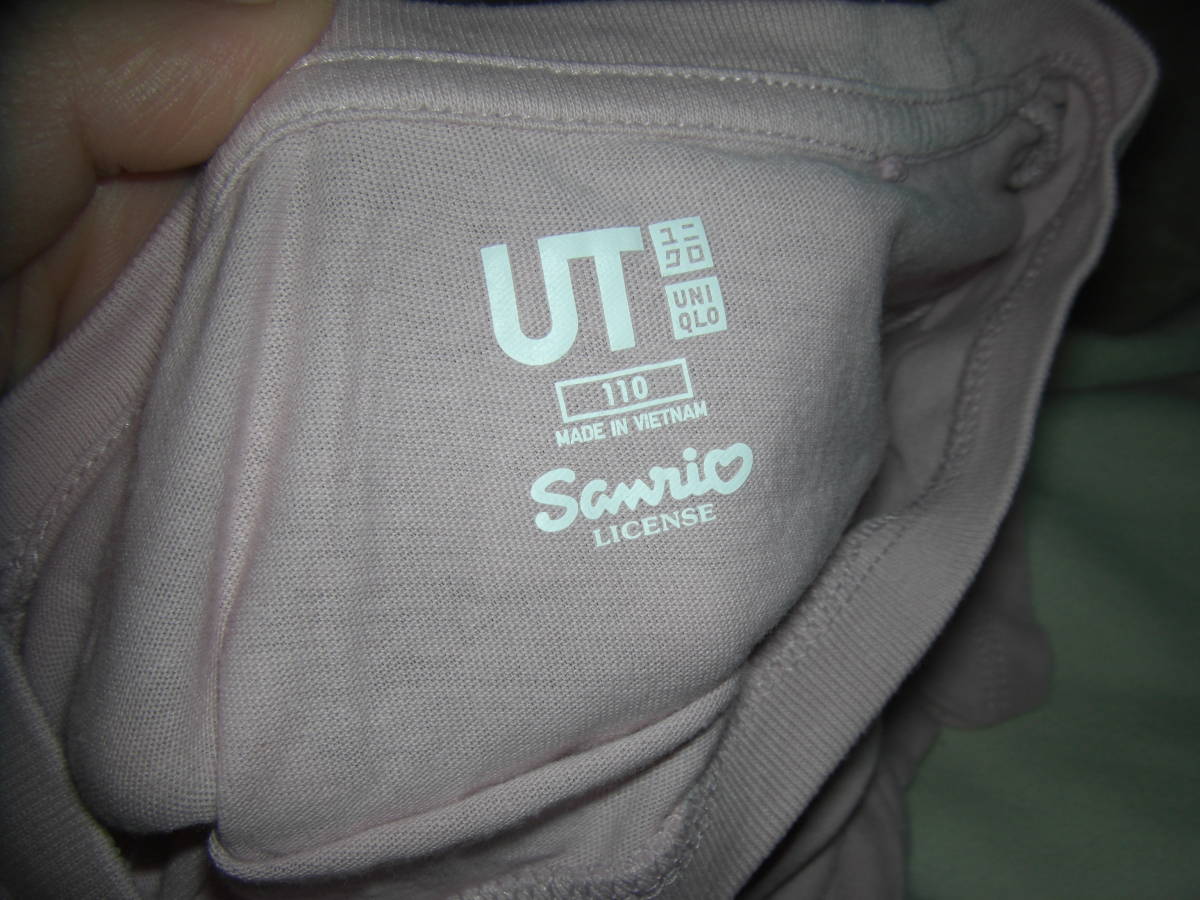 UT
ユニ
クロ
UNI
QLO
110
MADE IN VIETNAM
Sanrio
LICENSE